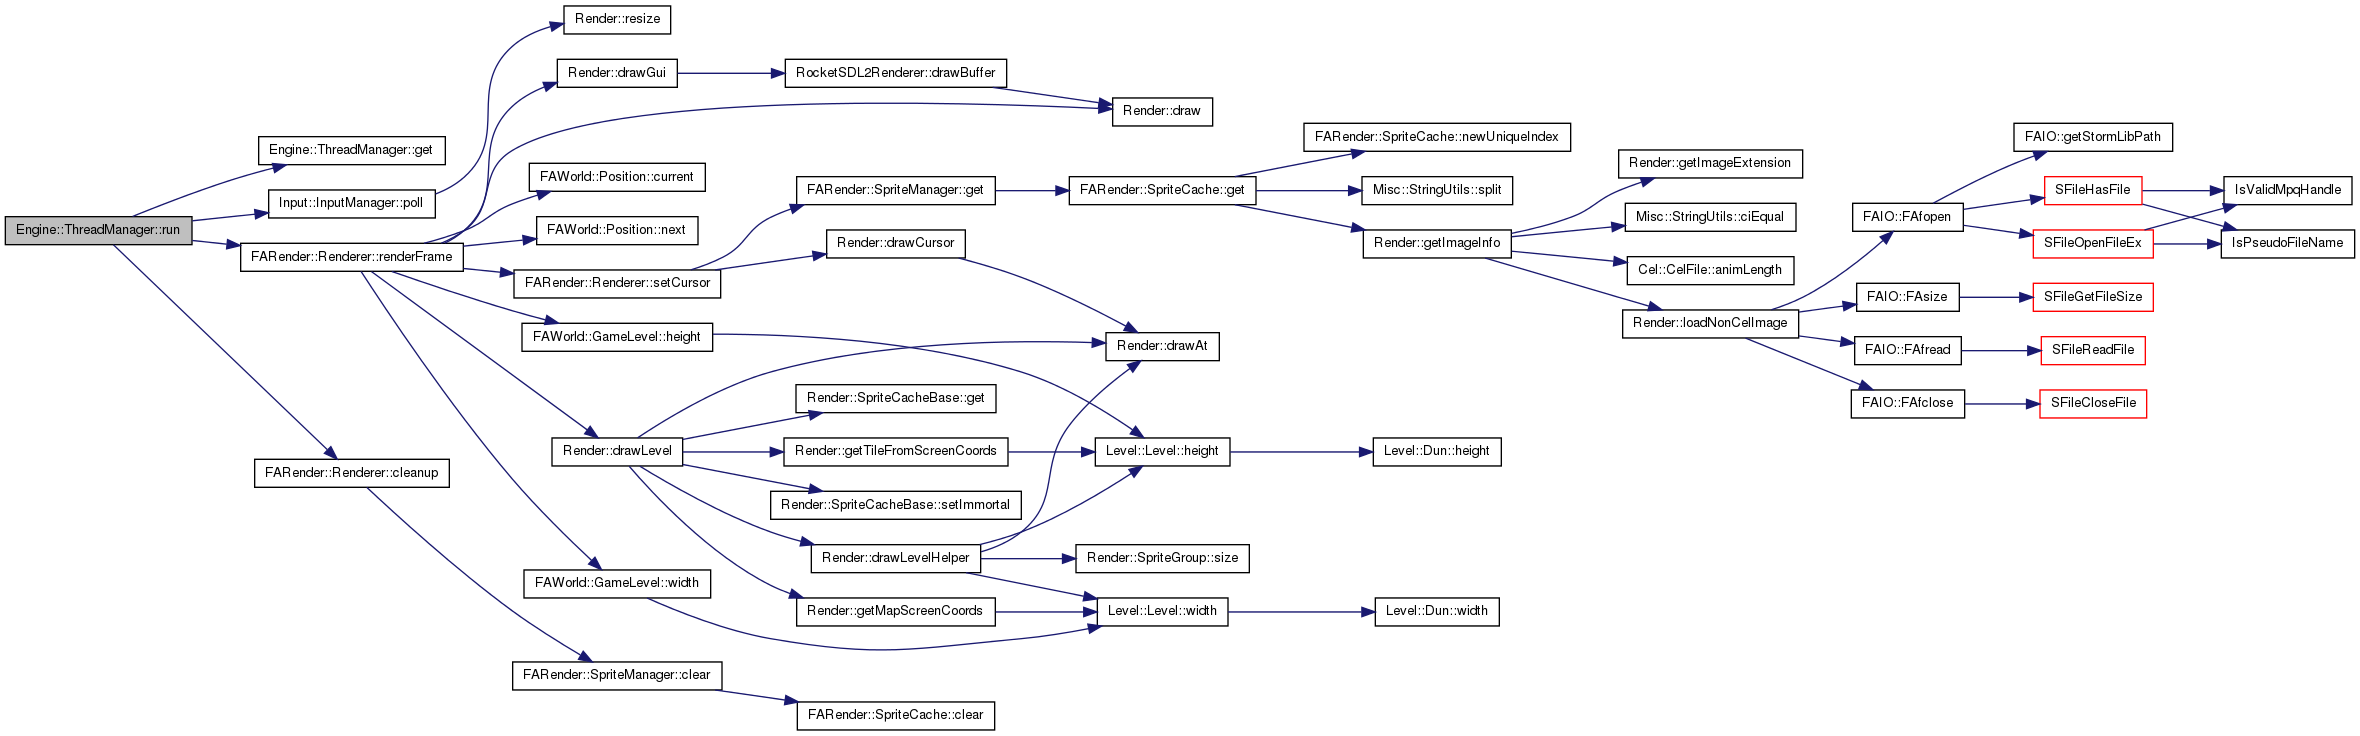 Engine::ThreadManager::run
Engine::ThreadManager::get
Input::InputManager::poll
FARender::Renderer::renderFrame
FARender::Renderer::cleanup
Render::resize
Render::drawGui
FAWorld::Position::current
FAWorld::Position::next
FARender::Renderer::setCursor
FAWorld::GameLevel::height
Render::drawLevel
FAWorld::GameLevel::width
FARender::SpriteManager::clear
RocketSDL2Renderer::drawBuffer
FARender::SpriteManager::get
Render::drawCursor
Render::SpriteCacheBase::get
Render::getTileFromScreenCoords
Render::SpriteCacheBase::setImmortal
Render::drawLevelHelper
Render::getMapScreenCoords
FARender::SpriteCache::clear
Render::draw
FARender::SpriteCache::get
Render::drawAt
Level::Level::height
Render::SpriteGroup::size
Level::Level::width
FARender::SpriteCache::newUniqueIndex
Misc::StringUtils::split
Render::getImageInfo
Level::Dun::height
Level::Dun::width
Render::getImageExtension
Misc::StringUtils::ciEqual
Cel::CelFile::animLength
Render::loadNonCelImage
FAIO::FAfopen
FAIO::FAsize
FAIO::FAfread
FAIO::FAfclose
FAIO::getStormLibPath
SFileHasFile
SFileOpenFileEx
SFileGetFileSize
SFileReadFile
SFileCloseFile
IsValidMpqHandle
IsPseudoFileName